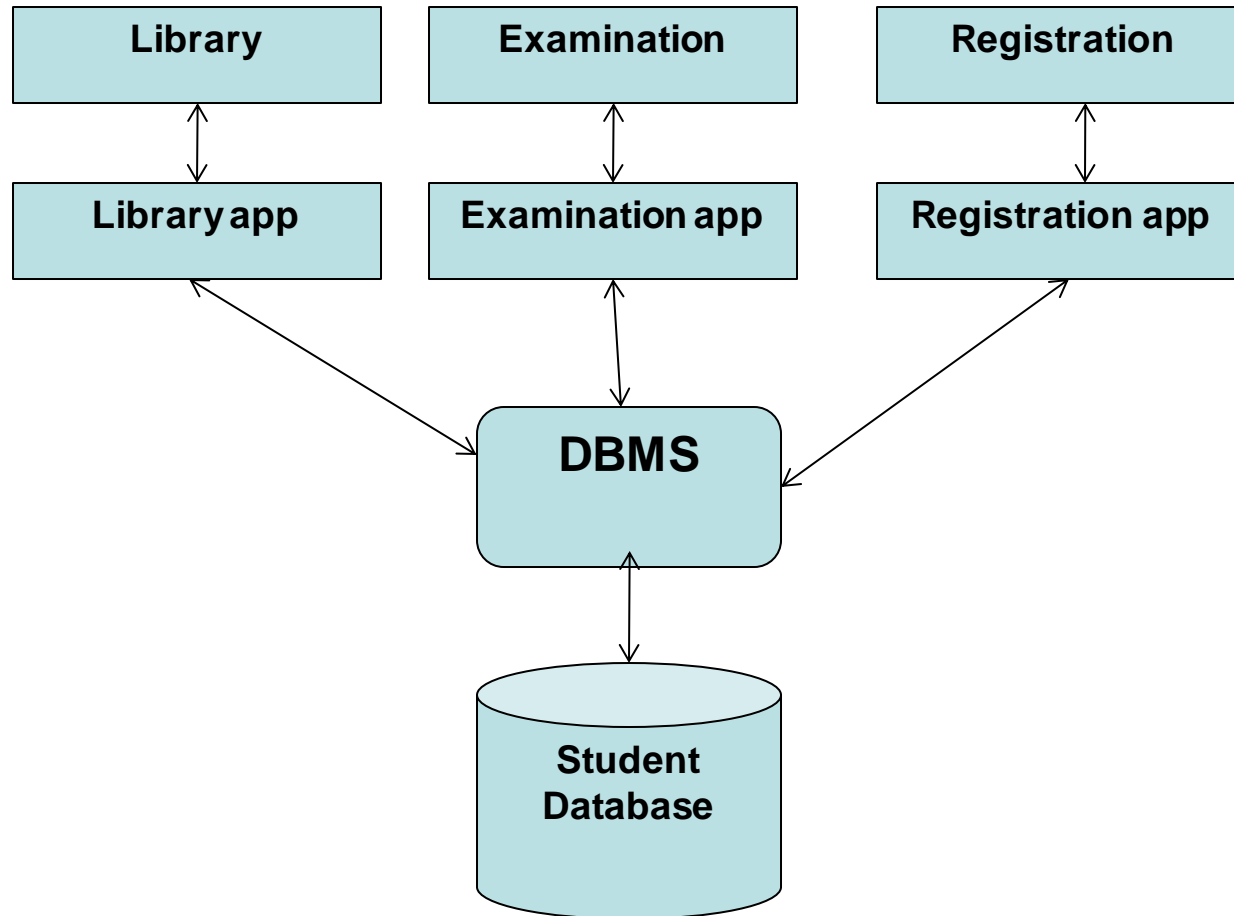 Library
Examination
Registration
Library app
Examination app
Registration app
DBMS
Student
Database